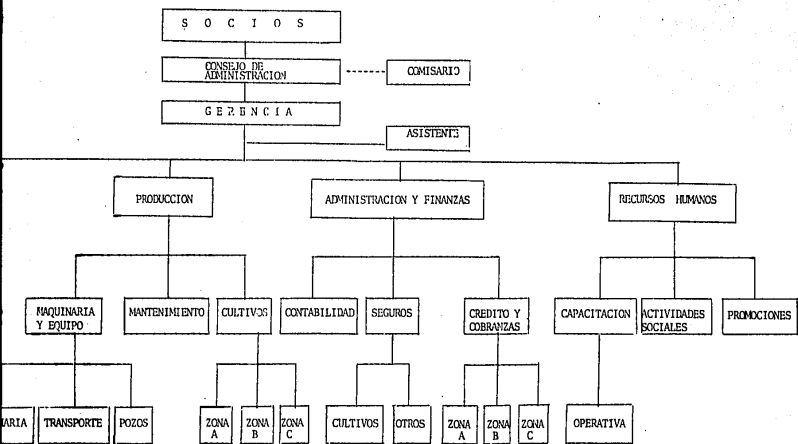 S O C I O S
CONSEJO DE
ADMINISTRACION
COMISARIO
GERENCIA
ASISTENTE
PRODUCCION
ADMINISTRACION Y FINANZAS
RECURSOS HUMANOS
MAQUINARIA
Y EQUIPO
MANTENIMIENTO
CULTIVOS
CONTABILIDAD
SEGUROS
CREDITO Y
COBRANZAS
CAPACITACION
ACTIVIDADES
SOCIALES
PROMOCIONES
TRANSPORTE
POZOS
ZONA
A
ZONA
B
ZONA
C
CULTIVOS
OTROS
ZONA
A
ZONA
B
ZONA
C
OPERATIVA